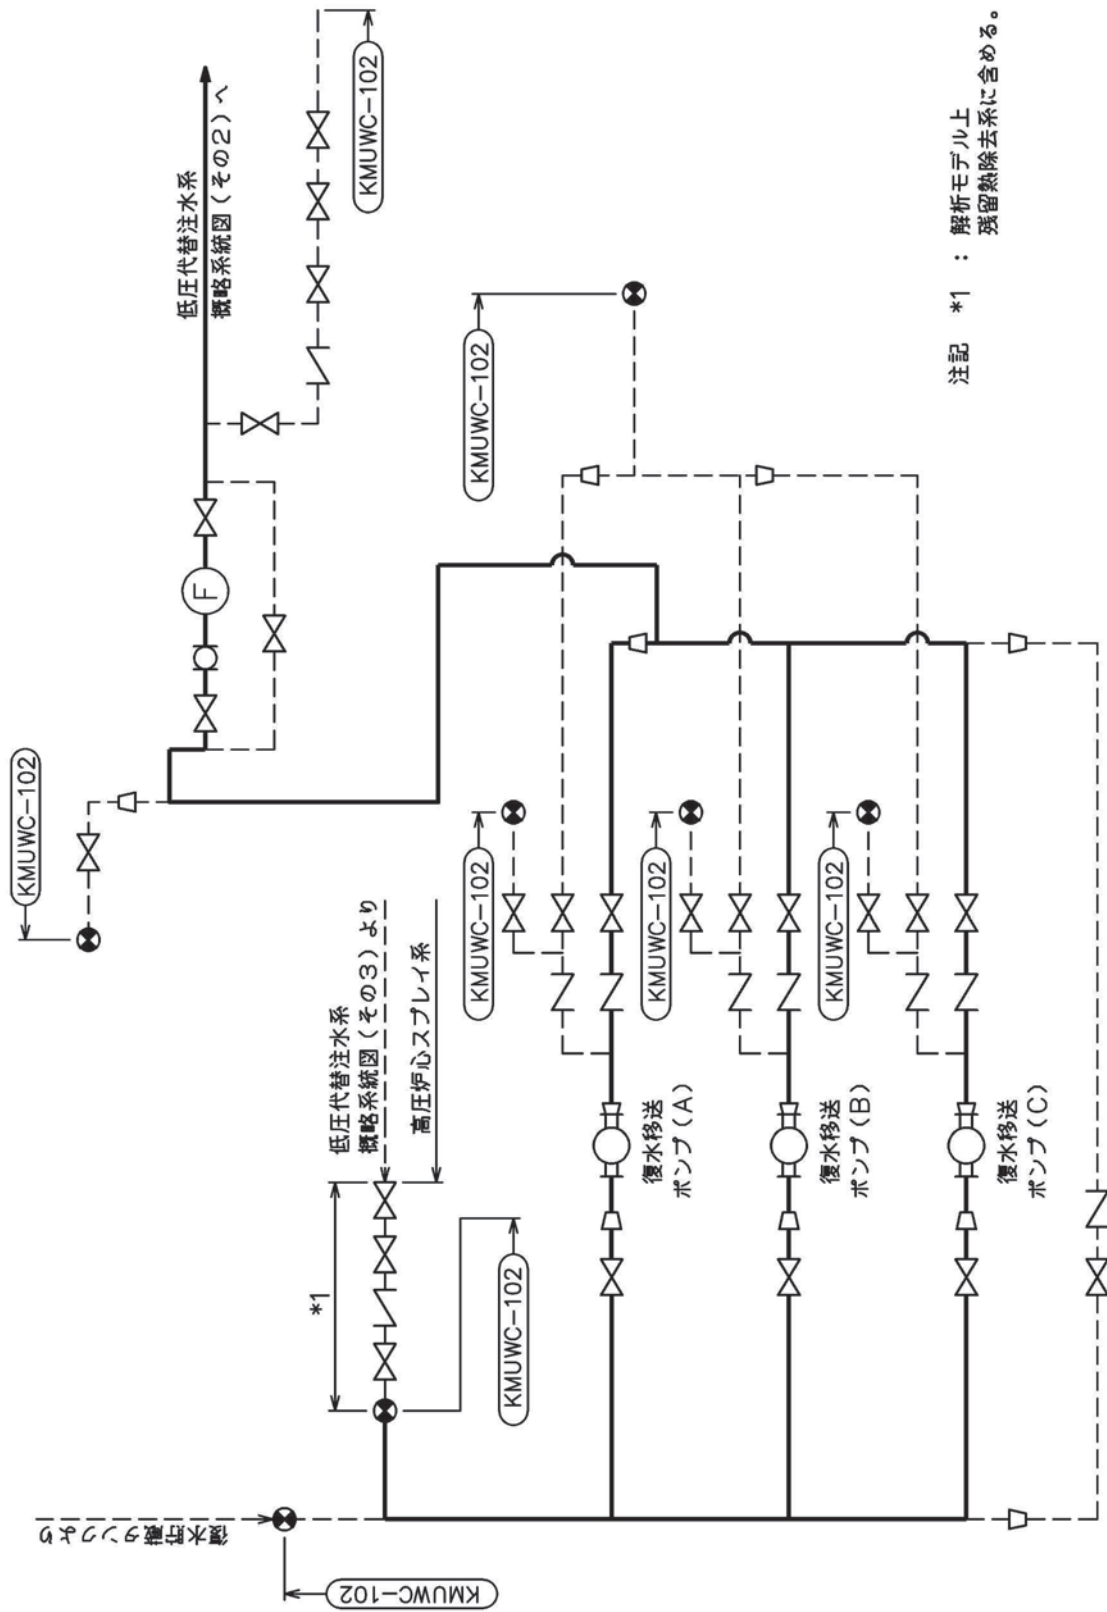 復水貯蔵タンクより
KMUWC-102
*1
KMUWC-102
低圧代替注水系
概略系統図(その3)より
高圧炉心スプレイ系
KMUWC-102
低圧代替注水系
概略系統図(その2)へ
F
KMUWC-102
KMUWC-102
KMUWC-102
KMUWC-102
KMUWC-102
復水移送
ポンプ(A)
復水移送
ポンプ(B)
復水移送
ポンプ(C)
注記 *1 : 解析モデル上
残留熱除去系に含める。